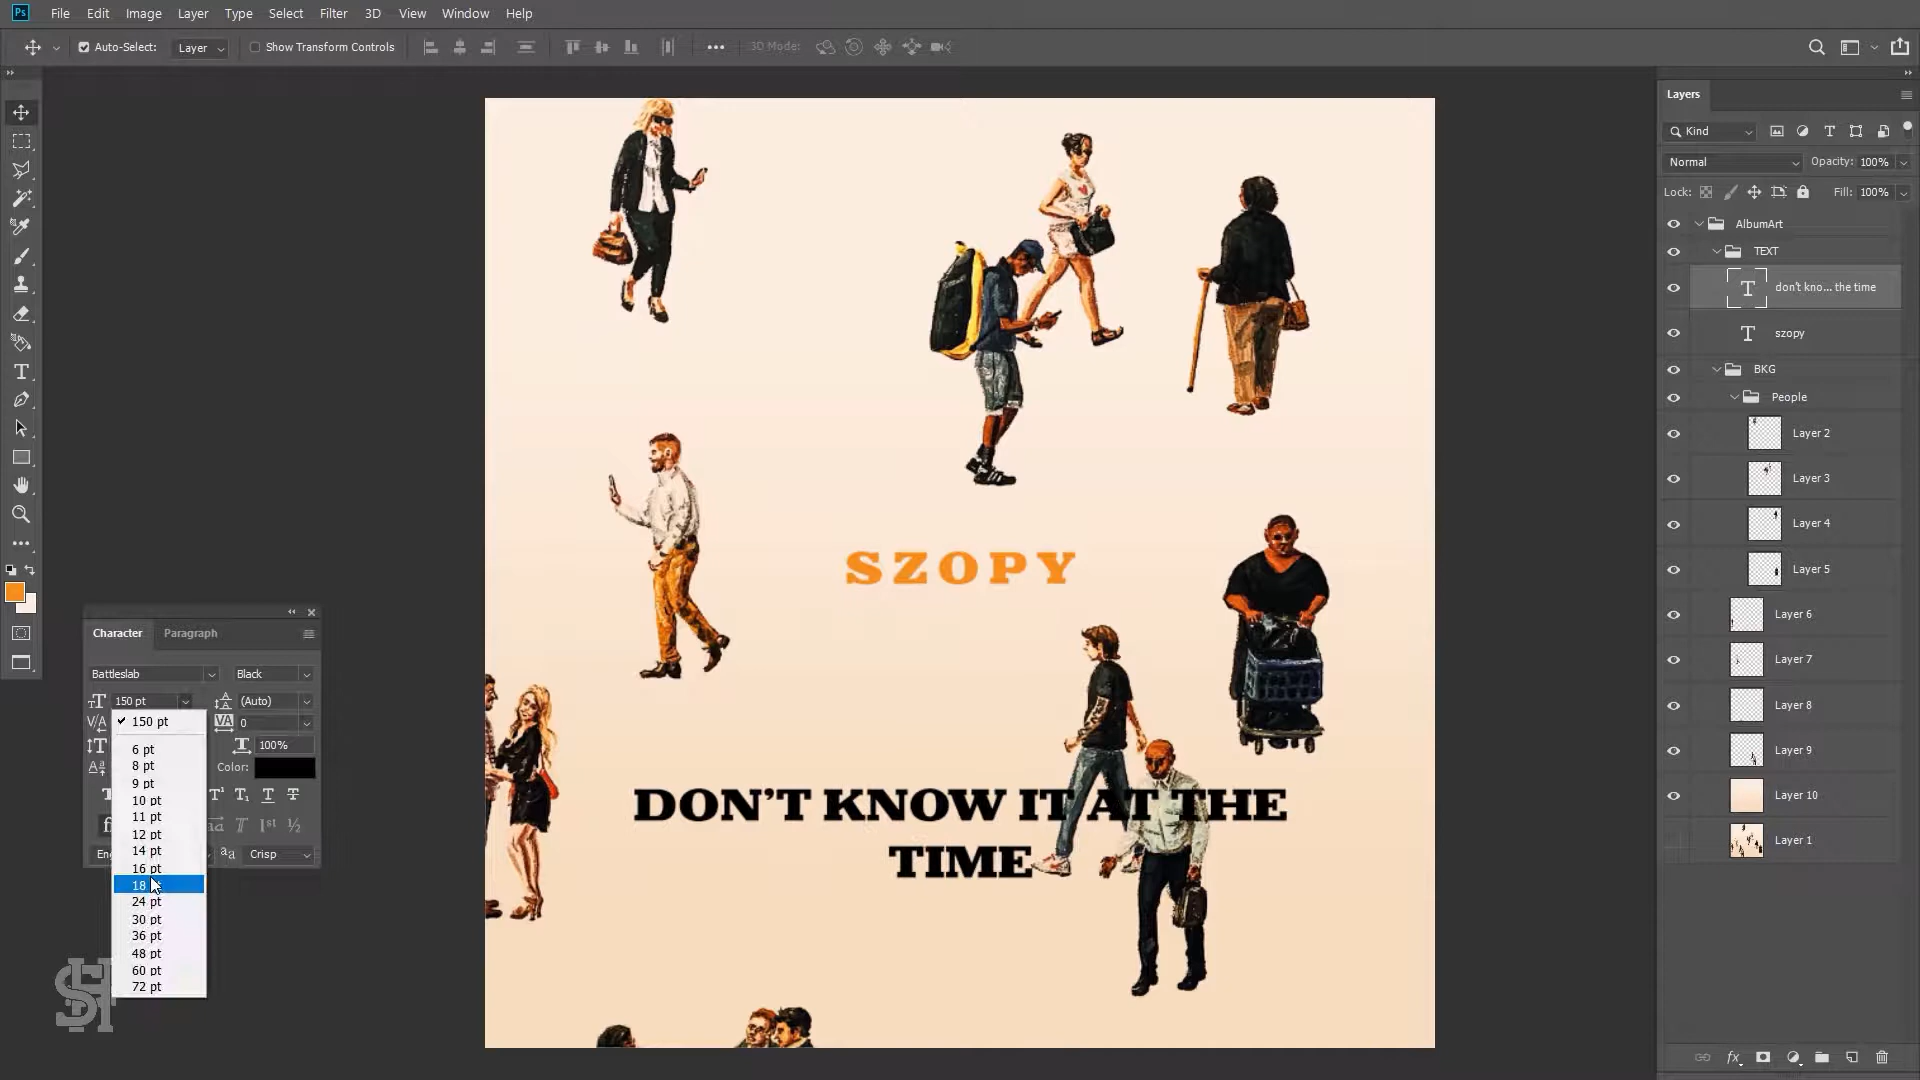 Ps File Edit Image Layer Type Select Filter 3D View Window Help
Auto-Select: Layer Show Transform Controls 3D Mode:
Layers
Kind
Normal Opacity: 100%
Lock: Fill: 100%
AlbumArt
TEXT
don't kno... the time
szopy
BKG
People
Layer 2
Layer 3
Layer 4
Layer 5
Layer 6
Layer 7
Layer 8
Layer 9
Layer 10
Layer 1
SZOPY
DON'T KNOW IT AT THE
TIME
Character Paragraph
Battleslab Black
150 pt (Auto)
0
100%
Color:
Crisp
150 pt
6 pt
8 pt
9 pt
10 pt
11 pt
12 pt
14 pt
16 pt
18
24 pt
30 pt
36 pt
48 pt
60 pt
72 pt